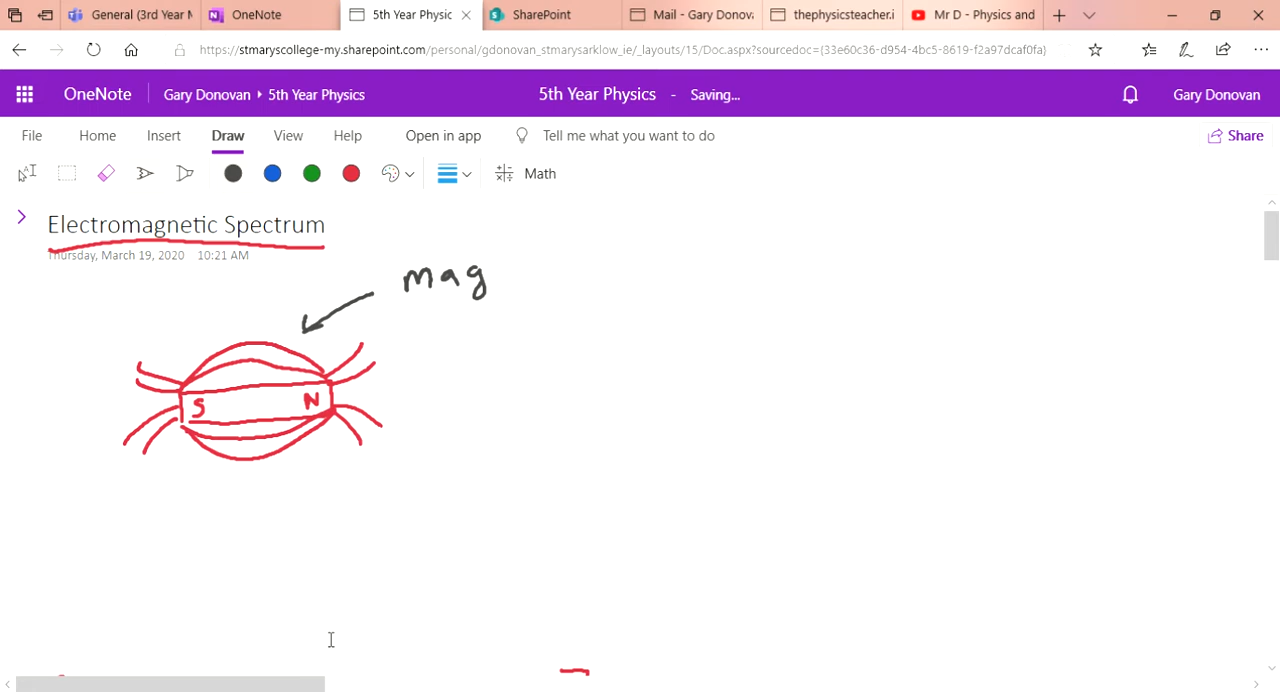 General (3rd Year M
OneNote
5th Year Physic
SharePoint
Mail - Gary Donova
thephysicsteacher.i
Mr D - Physics and
https://stmaryscollege-my.sharepoint.com/personal/gdonovan_stmarysarklow_ie/_layouts/15/Doc.aspx?sourcedoc={33e60c36-d954-4bc5-8619-f2a97dcaf0fa}
OneNote
Gary Donovan
5th Year Physics
5th Year Physics - Saving...
Gary Donovan
File
Home
Insert
Draw
View
Help
Open in app
Tell me what you want to do
Share
Math
Electromagnetic Spectrum
Thursday, March 19, 2020 10:21 AM
mag
S
N